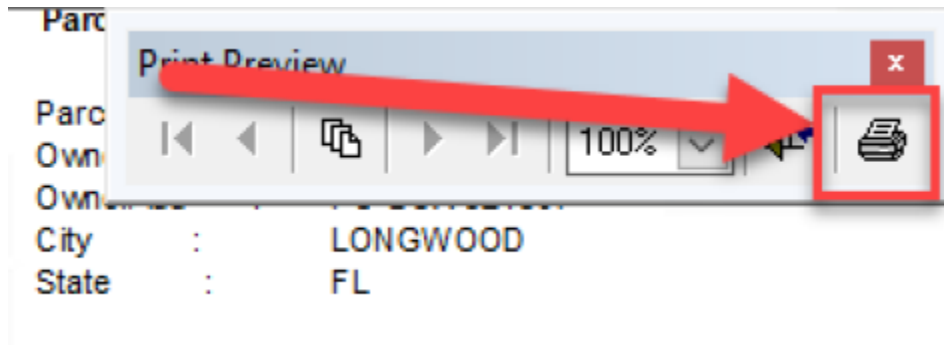 Parc
Print Preview
x
100%
Parc
Own
City : LONGWOOD
State : FL